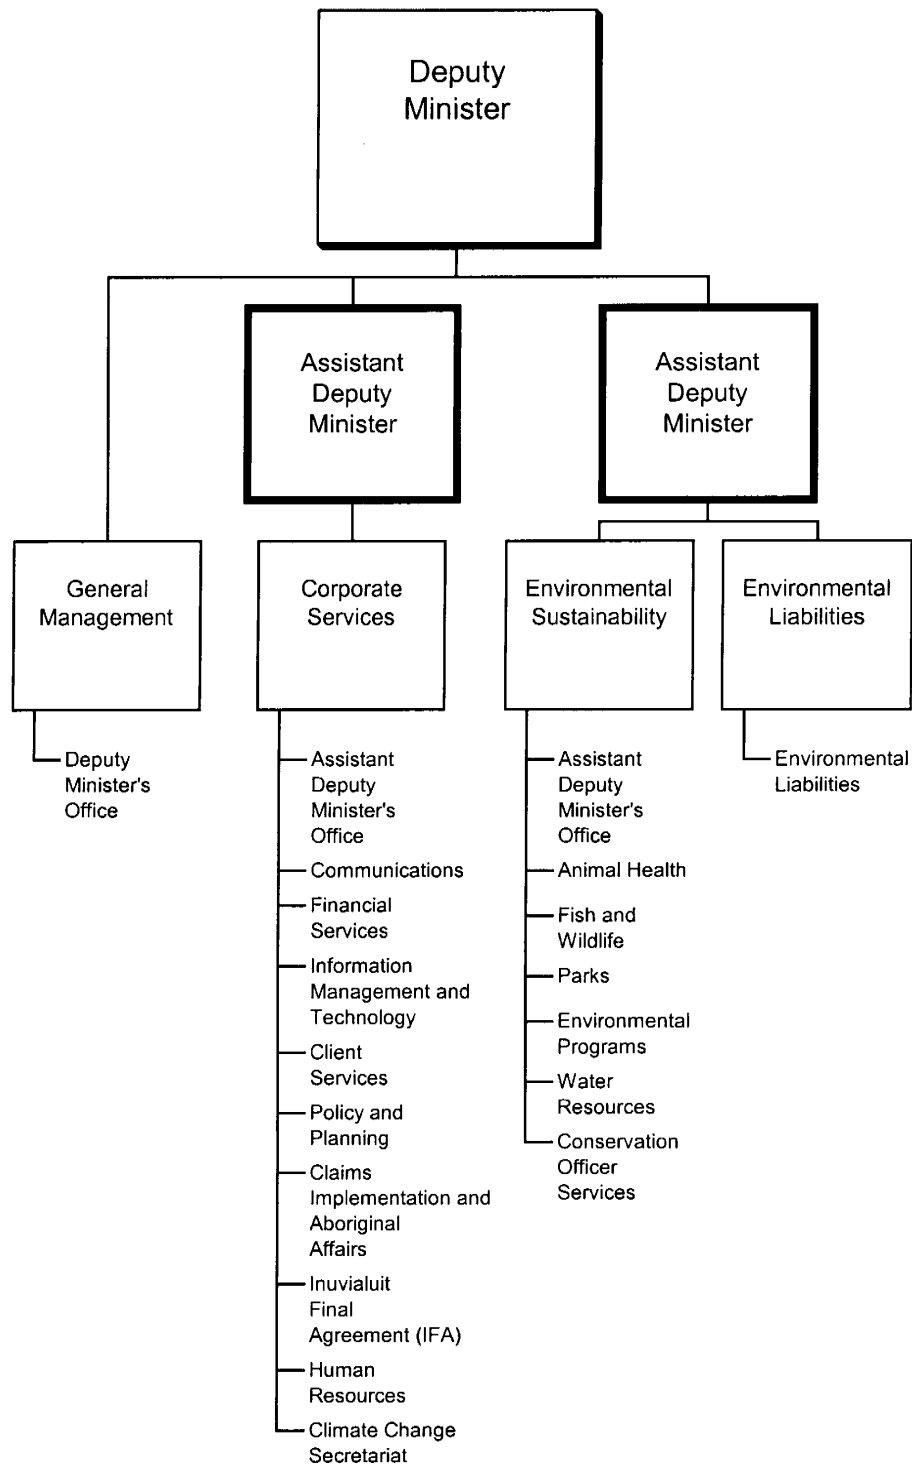 Deputy
Minister
Assistant
Deputy
Minister
Assistant
Deputy
Minister
General
Management
Corporate
Services
Environmental
Sustainability
Environmental
Liabilities
Deputy
Minister's
Office
Assistant
Deputy
Minister's
Office
Communications
Financial
Services
Information
Management and
Technology
Client
Services
Policy and
Planning
Claims
Implementation and
Aboriginal
Affairs
Inuvialuit
Final
Agreement (IFA)
Human
Resources
Climate Change
Secretariat
Assistant
Deputy
Minister's
Office
Animal Health
Fish and
Wildlife
Parks
Environmental
Programs
Water
Resources
Conservation
Officer
Services
Environmental
Liabilities